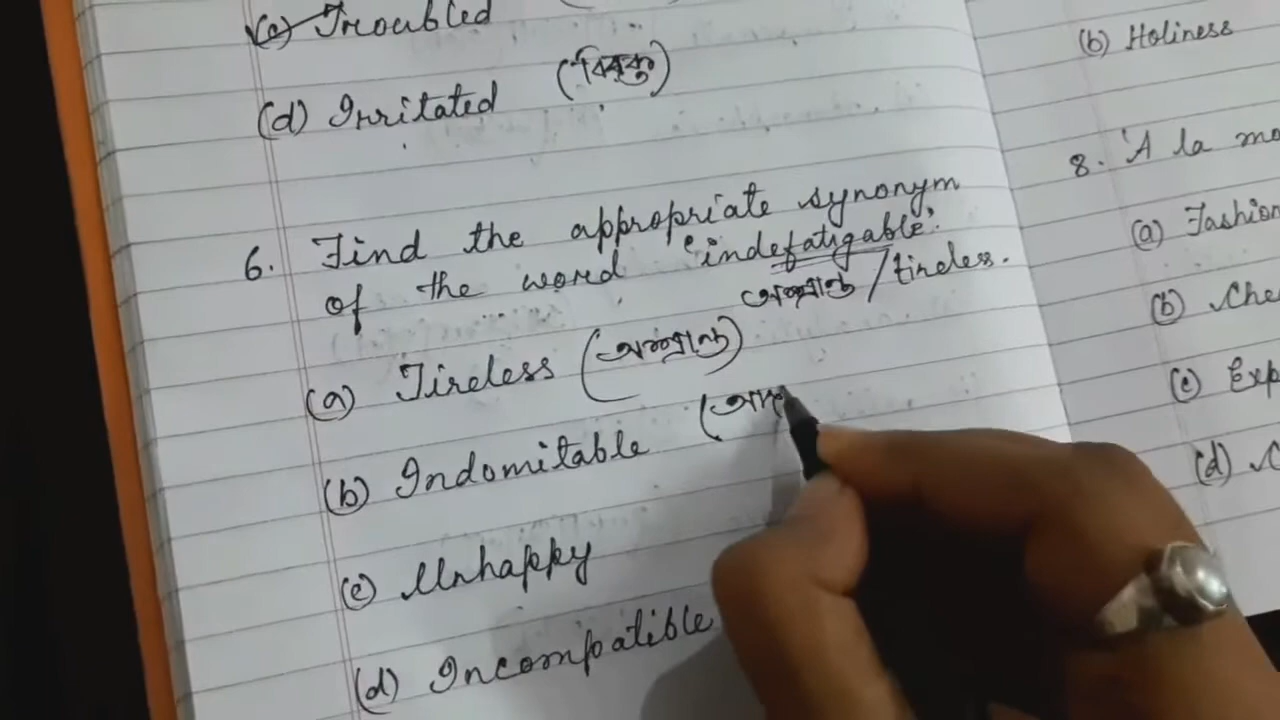 (c) Troubled
(d) Irritated (বিরক্ত)
6. Find the appropriate synonym
of the word 'indefatigable'.
অক্লান্ত / tireless.
(a) Tireless (অক্লান্ত)
(b) Indomitable (অদ
(c) Unhappy
(d) Incompatible
(b) Holiness
8. 'A la mo
(a) Fashion
(b) Che
(c) Exp
(d)